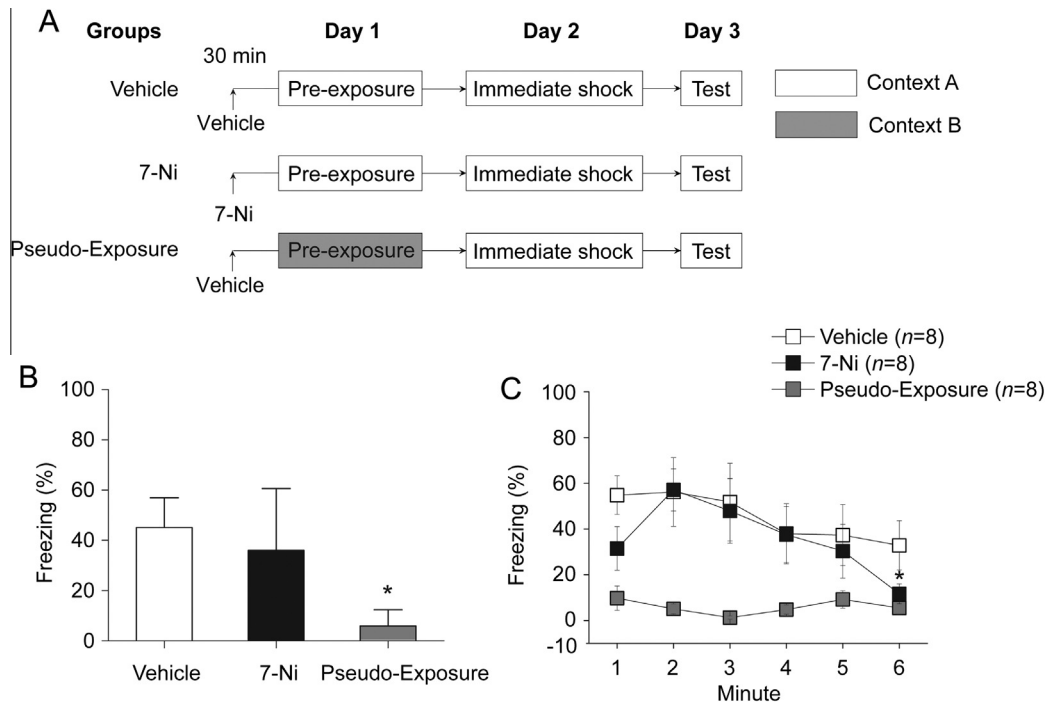 A
Groups Day 1 Day 2 Day 3
30 min
Vehicle Pre-exposure Immediate shock Test
Vehicle
Context A
Context B
7-Ni Pre-exposure Immediate shock Test
7-Ni
Pseudo-Exposure Pre-exposure Immediate shock Test
Vehicle
B
100
80
60
40
20
0
Freezing (%)
*
Vehicle 7-Ni Pseudo-Exposure
C
Vehicle (n=8)
7-Ni (n=8)
Pseudo-Exposure (n=8)
100
80
60
40
20
0
-10
Freezing (%)
*
1 2 3 4 5 6
Minute